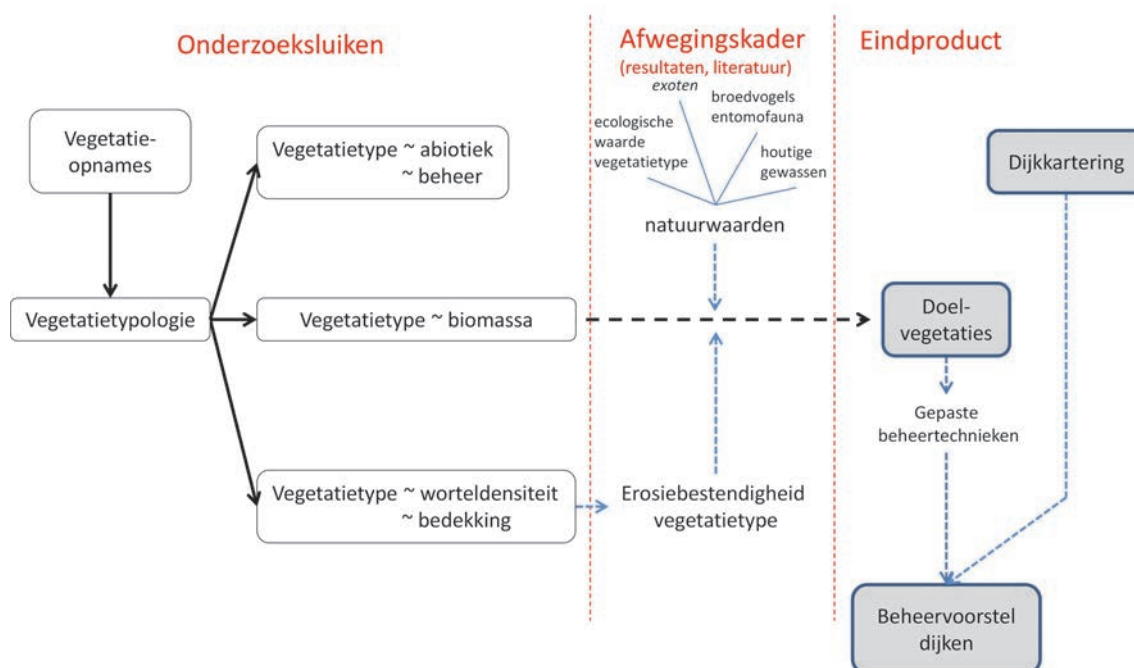 Onderzoeksluiken
Afwegingskader
(resultaten, literatuur)
Eindproduct
Vegetatie-
opnames
Vegetatietypologie
Vegetatietype ~ abiotiek
~ beheer
Vegetatietype ~ biomassa
Vegetatietype ~ worteldensiteit
~ bedekking
exoten
broedvogels
entomofauna
ecologische
waarde
vegetatietype
houtige
gewassen
natuurwaarden
Erosiebestendigheid
vegetatietype
Dijkkartering
Doel-
vegetaties
Gepaste
beheertechnieken
Beheervoorstel
dijken